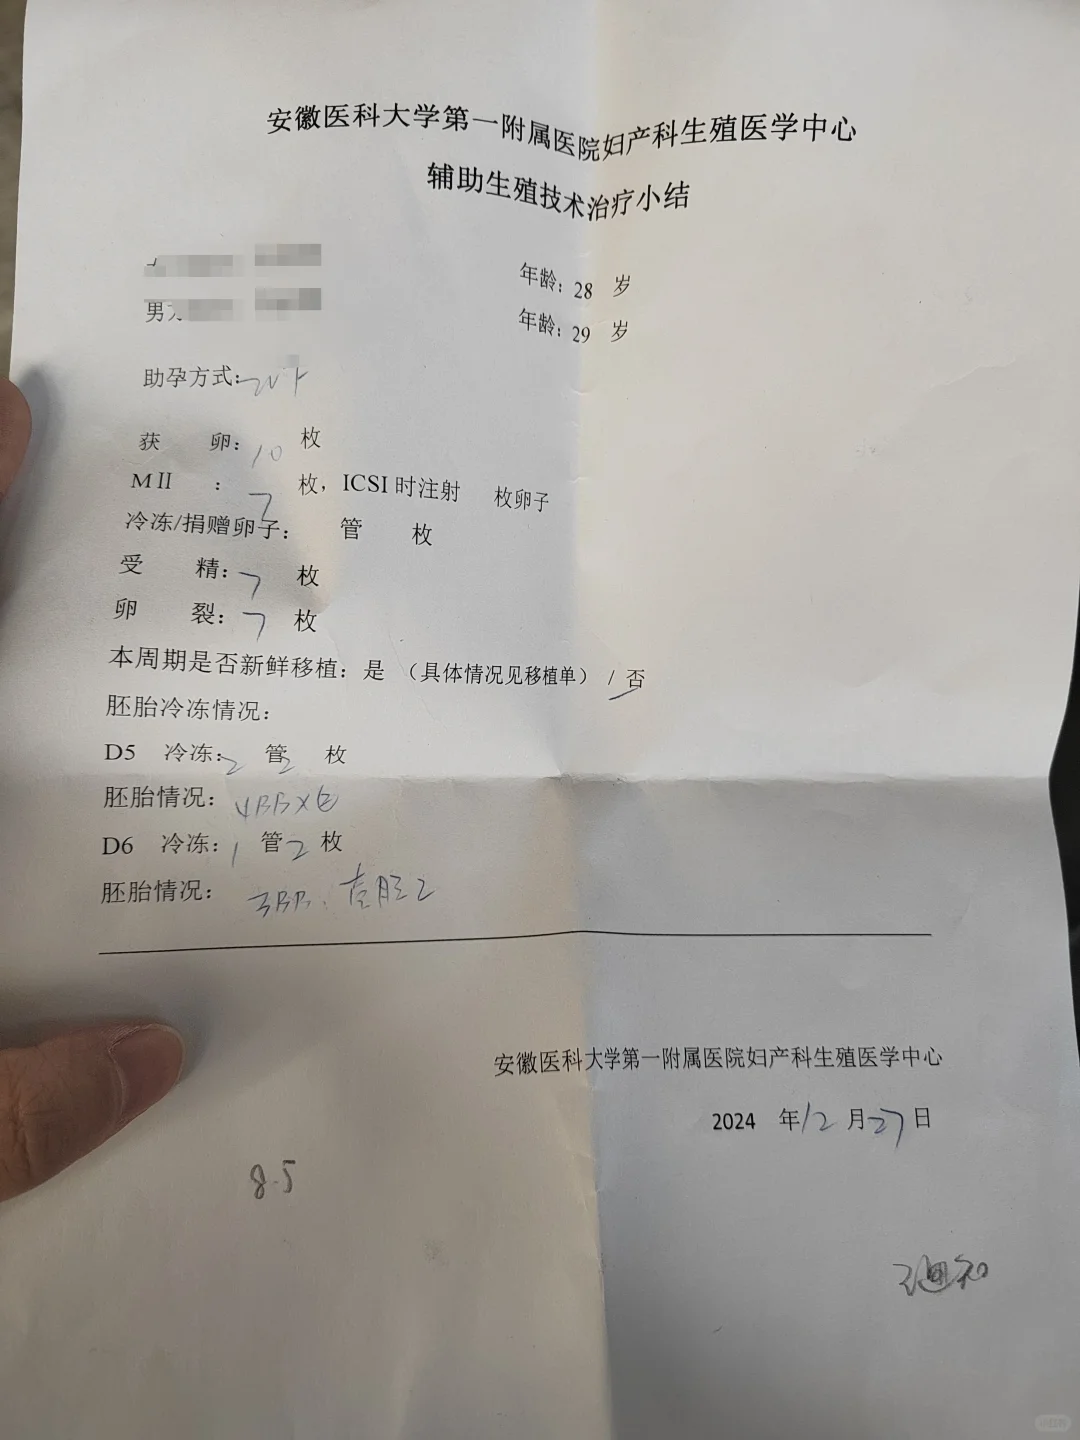 安徽医科大学第一附属医院妇产科生殖医学中心
辅助生殖技术治疗小结
年龄：28 岁
男方 年龄：29 岁
助孕方式：
获 卵：10 枚
MⅡ ：7 枚，ICSI 时注射 枚卵子
冷冻/捐赠卵子： 管 枚
受 精：7 枚
卵 裂：7 枚
本周期是否新鲜移植：是 （具体情况见移植单） / 否
胚胎冷冻情况：
D5 冷冻：2 管 2 枚
胚胎情况：4BB×2
D6 冷冻：1 管 2 枚
胚胎情况：3BB、囊胚2
安徽医科大学第一附属医院妇产科生殖医学中心
2024 年 12 月 27 日
8.5